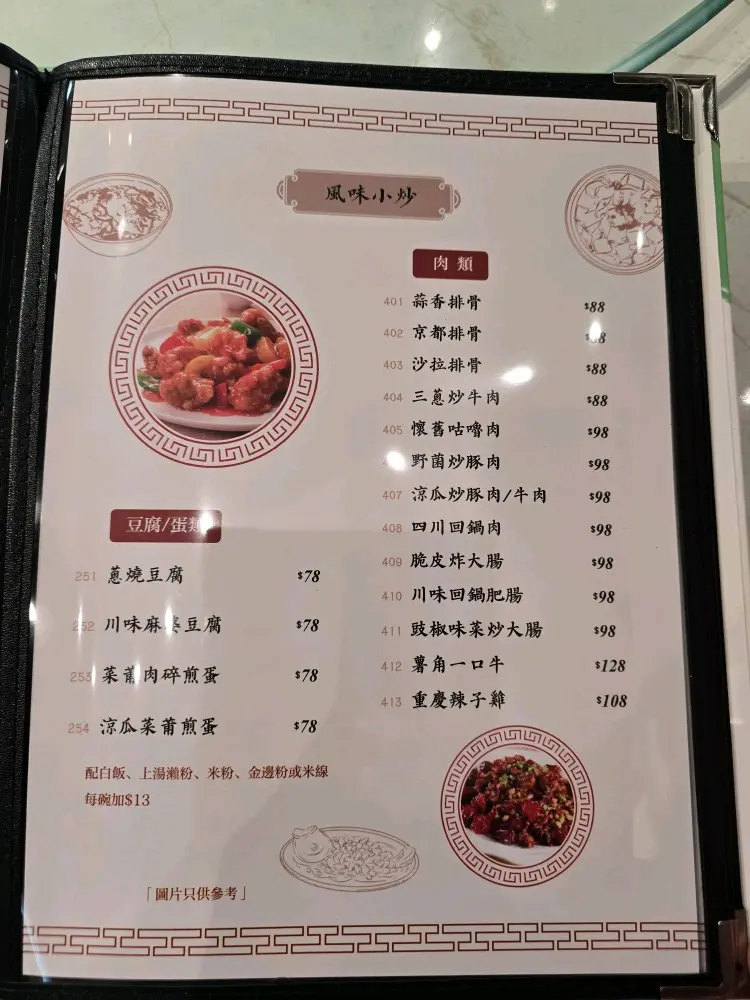 風味小炒
肉類
401 蒜香排骨 $88
402 京都排骨 $88
403 沙拉排骨 $88
404 三蔥炒牛肉 $88
405 懷舊咕嚕肉 $98
野菌炒豚肉 $98
407 涼瓜炒豚肉/牛肉 $98
408 四川回鍋肉 $98
409 脆皮炸大腸 $98
410 川味回鍋肥腸 $98
411 豉椒味菜炒大腸 $98
412 薯角一口牛 $128
413 重慶辣子雞 $108
豆腐/蛋類
251 蔥燒豆腐 $78
252 川味麻婆豆腐 $78
253 菜莆肉碎煎蛋 $78
254 涼瓜菜莆煎蛋 $78
配白飯、上湯瀨粉、米粉、金邊粉或米線
每碗加$13
「圖片只供參考」